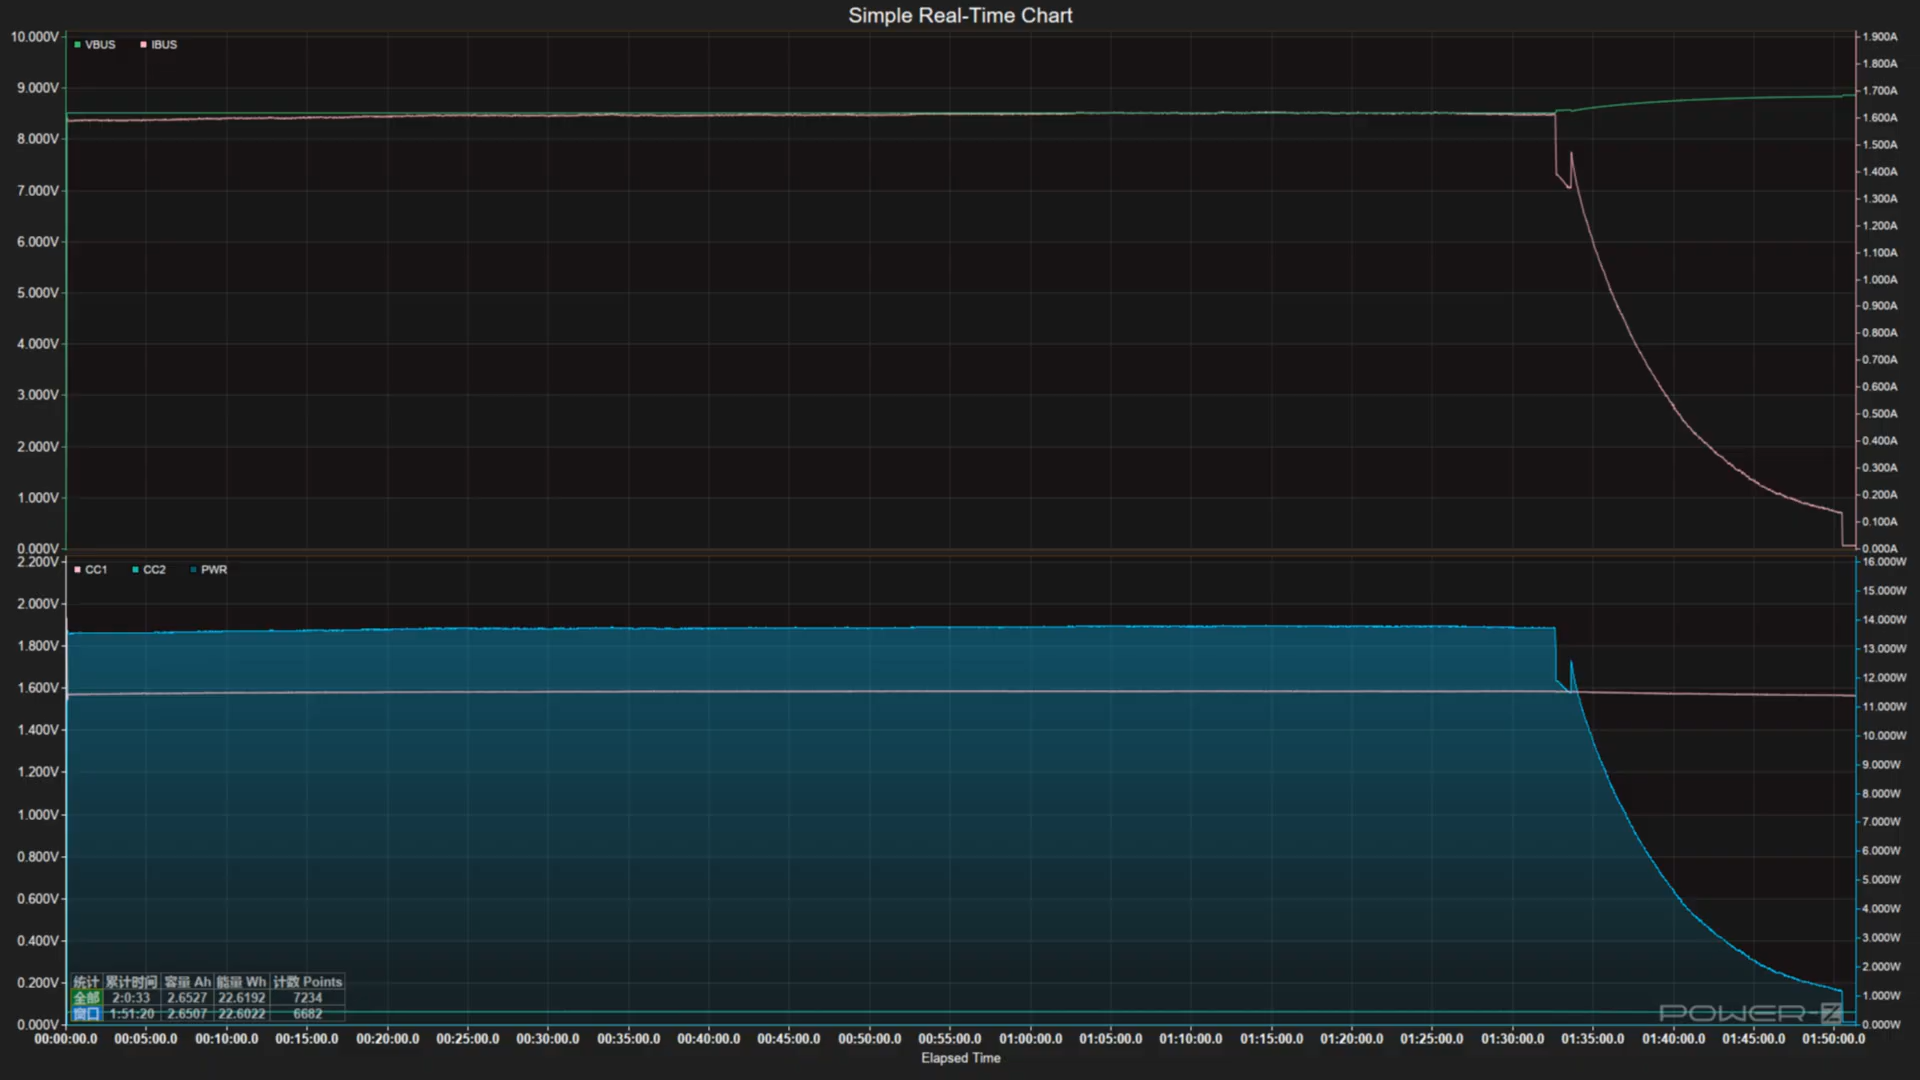 Simple Real-Time Chart
VBUS IBUS
10.000V 1.900A
1.800A
9.000V 1.700A
1.600A
8.000V
1.500A
1.400A
7.000V
1.300A
1.200A
6.000V
1.100A
1.000A
5.000V
0.900A
0.800A
4.000V
0.700A
0.600A
3.000V
0.500A
0.400A
2.000V
0.300A
0.200A
1.000V
0.100A
0.000V 0.000A
CC1 CC2 PWR
2.200V 16.000W
15.000W
2.000V
14.000W
1.800V 13.000W
12.000W
1.600V
11.000W
1.400V 10.000W
9.000W
1.200V
8.000W
1.000V
7.000W
6.000W
0.800V
5.000W
0.600V
4.000W
0.400V 3.000W
2.000W
0.200V
1.000W
0.000V 0.000W
统计 累计时间 容量 Ah 能量 Wh 计数 Points
全部 2:0:33 2.6527 22.6192 7234
窗口 1:51:20 2.6507 22.6022 6682
POWER-Z
00:00:00.0 00:05:00.0 00:10:00.0 00:15:00.0 00:20:00.0 00:25:00.0 00:30:00.0 00:35:00.0 00:40:00.0 00:45:00.0 00:50:00.0 00:55:00.0 01:00:00.0 01:05:00.0 01:10:00.0 01:15:00.0 01:20:00.0 01:25:00.0 01:30:00.0 01:35:00.0 01:40:00.0 01:45:00.0 01:50:00.0
Elapsed Time